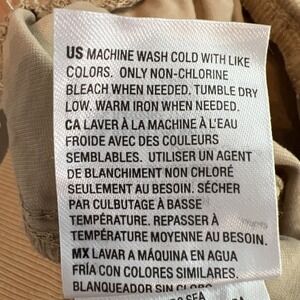 US MACHINE WASH COLD WITH LIKE
COLORS. ONLY NON-CHLORINE
BLEACH WHEN NEEDED. TUMBLE DRY
LOW. WARM IRON WHEN NEEDED.
CA LAVER À LA MACHINE À L'EAU
FROIDE AVEC DES COULEURS
SEMBLABLES. UTILISER UN AGENT
DE BLANCHIMENT NON CHLORÉ
SEULEMENT AU BESOIN. SÉCHER
PAR CULBUTAGE À BASSE
TEMPÉRATURE. REPASSER À
TEMPÉRATURE MOYENNE AU BESOIN.
MX LAVAR A MÁQUINA EN AGUA
FRÍA CON COLORES SIMILARES.
BLANQUEADOR SIN CLORO